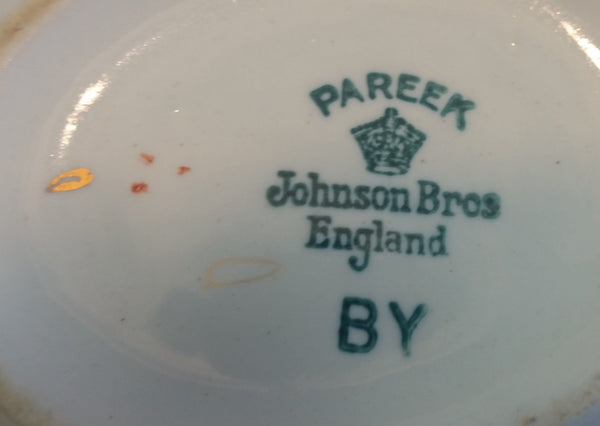 PAREEK
Johnson Bros
England
BY